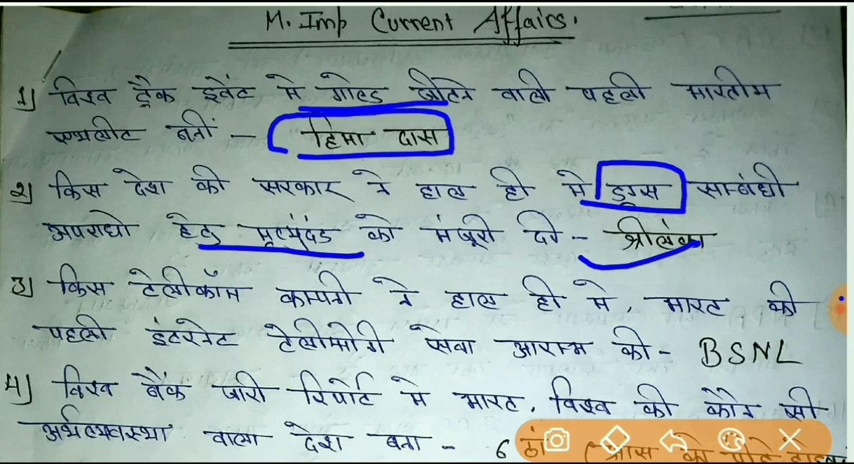 M. Imp Current Affairs.
1) विश्व ट्रैक इवेंट मे गोल्ड जीतने वाली पहली भारतीय
एथलीट बनीं - हिमा दास
2) किस देश की सरकार ने हाल ही मे ड्रग्स सम्बंधी
अपराधो हेतु मृत्युदंड को मंजूरी दी - श्रीलंका
3) किस टेलीकॉम कम्पनी ने हाल ही मे, भारत की
पहली इंटरनेट टेलीफोनी सेवा आरम्भ की - BSNL
4) विश्व बैंक जारी रिपोर्ट मे भारत, विश्व की कौन सी
अर्थव्यवस्था वाला देश बना - 6 ठी